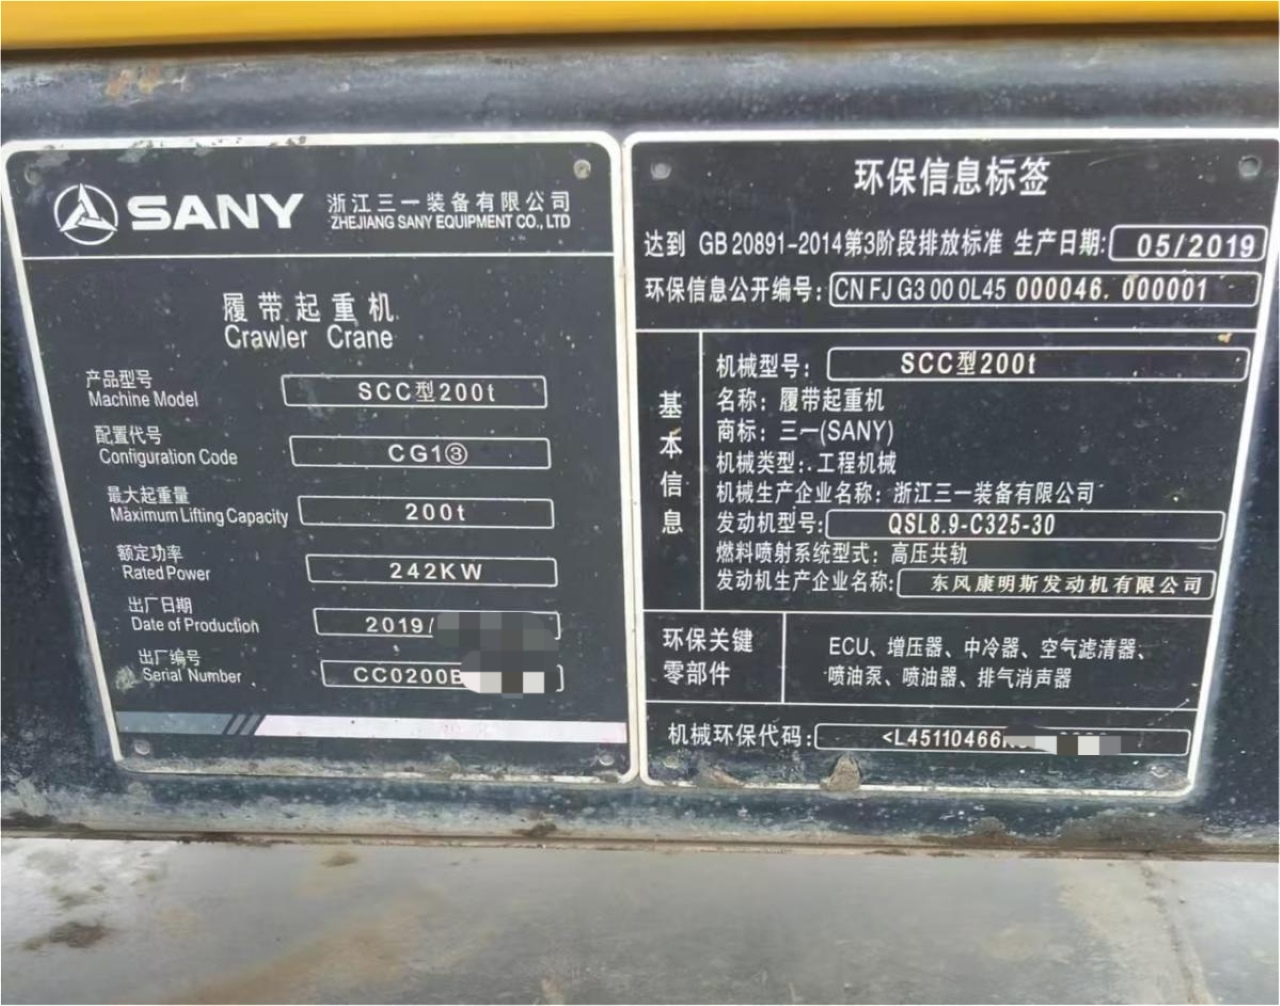 SANY 浙江三一装备有限公司
ZHEJIANG SANY EQUIPMENT CO., LTD
履带起重机
Crawler Crane
产品型号
Machine Model
SCC型200t
配置代号
Configuration Code
CG1③
最大起重量
Maximum Lifting Capacity
200t
额定功率
Rated Power
242KW
出厂日期
Date of Production
2019/
出厂编号
Serial Number
CC0200B
环保信息标签
达到 GB 20891-2014第3阶段排放标准 生产日期: 05/2019
环保信息公开编号: CN FJ G3 00 0L45 000046. 000001
基本信息
机械型号: SCC型200t
名称: 履带起重机
商标: 三一(SANY)
机械类型: 工程机械
机械生产企业名称: 浙江三一装备有限公司
发动机型号: QSL8.9-C325-30
燃料喷射系统型式: 高压共轨
发动机生产企业名称: 东风康明斯发动机有限公司
环保关键零部件
ECU、增压器、中冷器、空气滤清器、
喷油泵、喷油器、排气消声器
机械环保代码: <L45110466